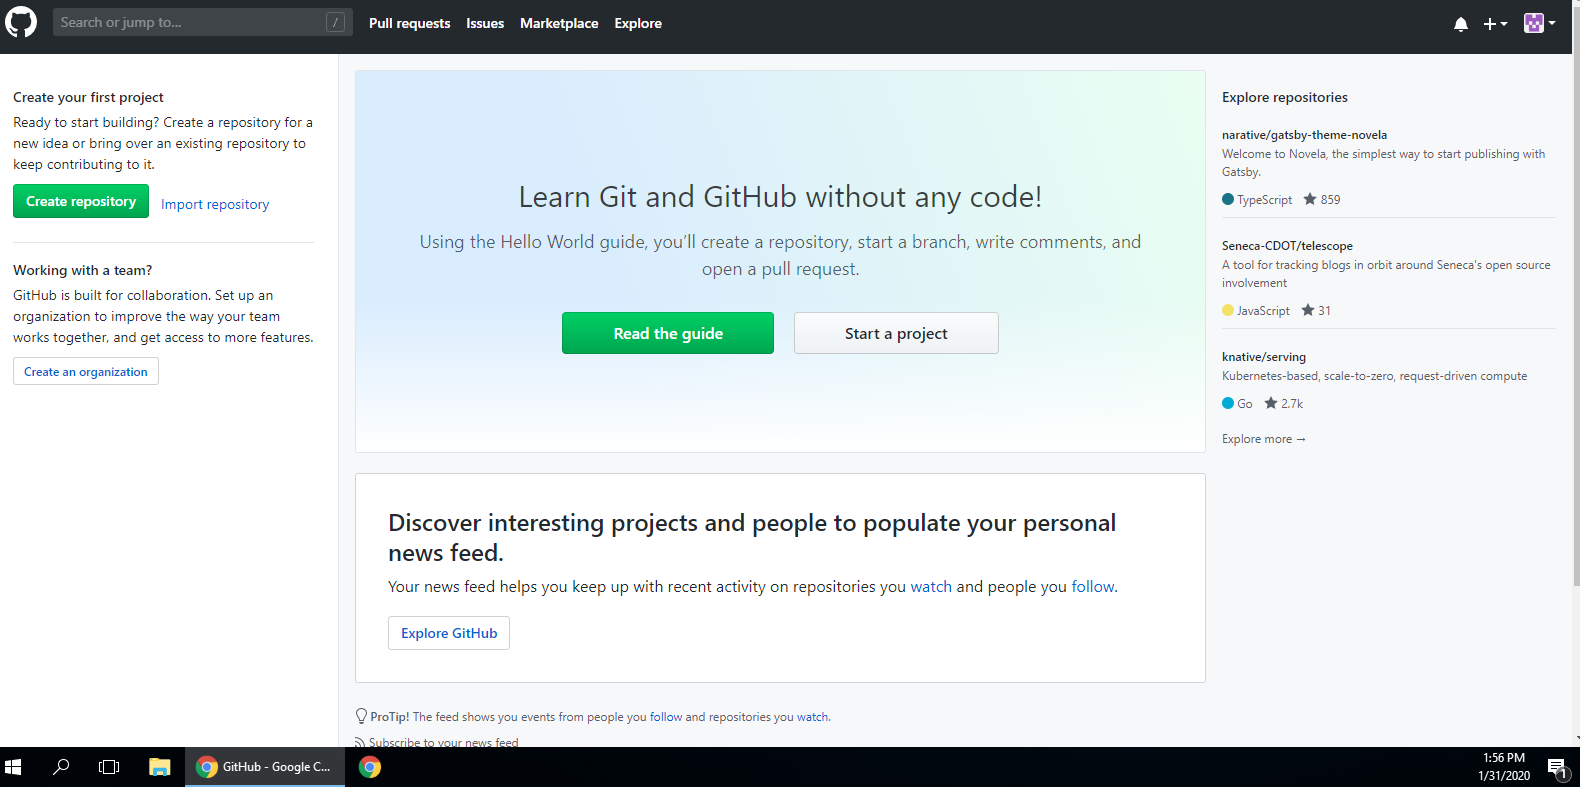 Search or jump to...
/
Pull requests
Issues
Marketplace
Explore
Create your first project
Ready to start building? Create a repository for a
new idea or bring over an existing repository to
keep contributing to it.
Create repository
Import repository
Working with a team?
GitHub is built for collaboration. Set up an
organization to improve the way your team
works together, and get access to more features.
Create an organization
Learn Git and GitHub without any code!
Using the Hello World guide, you’ll create a repository, start a branch, write comments, and
open a pull request.
Read the guide
Start a project
Discover interesting projects and people to populate your personal
news feed.
Your news feed helps you keep up with recent activity on repositories you watch and people you follow.
Explore GitHub
ProTip! The feed shows you events from people you follow and repositories you watch.
Subscribe to your news feed
Explore repositories
narative/gatsby-theme-novela
Welcome to Novela, the simplest way to start publishing with
Gatsby.
TypeScript 859
Seneca-CDOT/telescope
A tool for tracking blogs in orbit around Seneca's open source
involvement
JavaScript 31
knative/serving
Kubernetes-based, scale-to-zero, request-driven compute
Go 2.7k
Explore more →
GitHub - Google C...
1:56 PM
1/31/2020
1